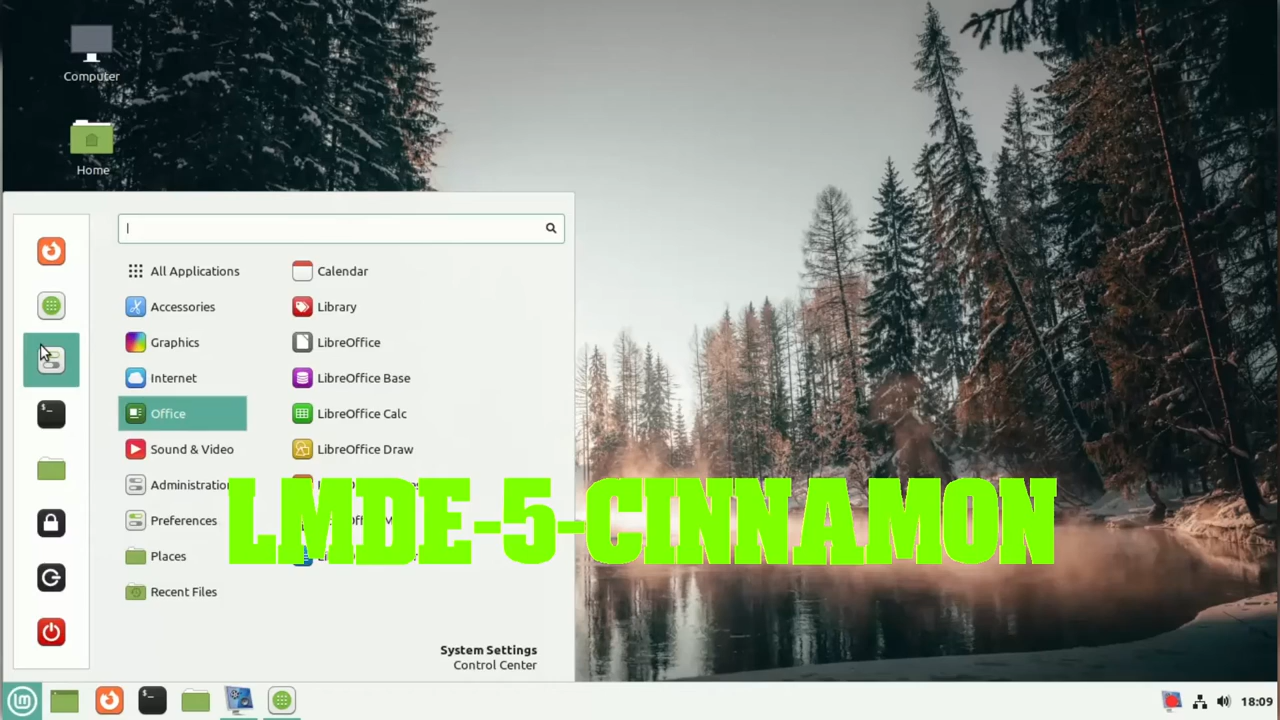 Computer
Home
All Applications
Accessories
Graphics
Internet
Office
Sound & Video
Preferences
Places
Recent Files
Calendar
Library
LibreOffice
LibreOffice Base
LibreOffice Calc
LibreOffice Draw
LMDE-5-CINNAMON
System Settings
Control Center
18:09